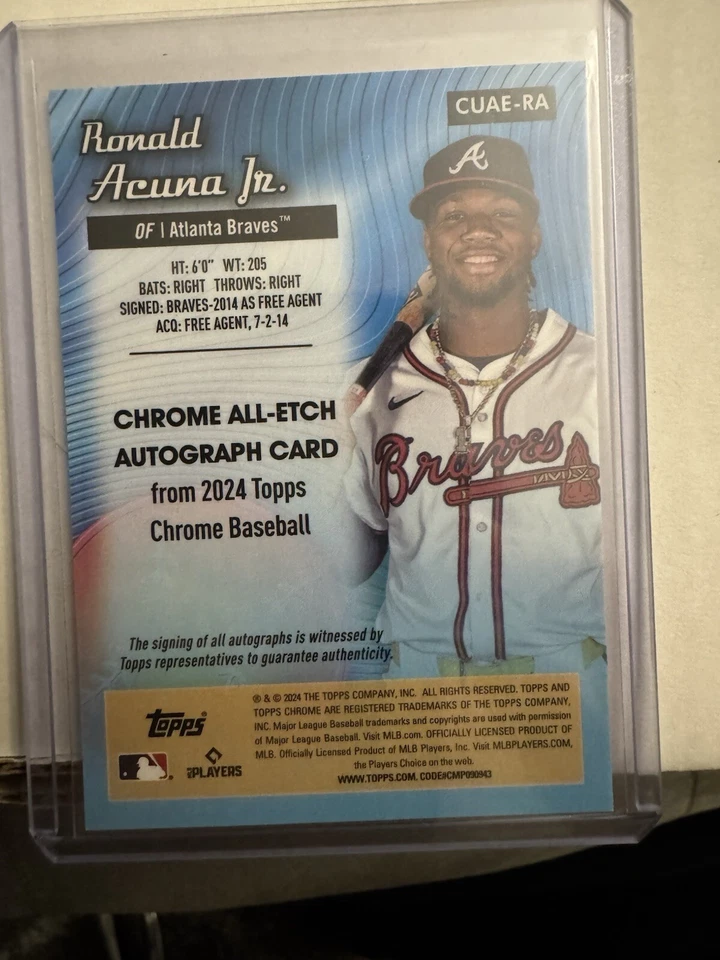 CUAE-RA
Ronald
Acuna Jr.
OF | Atlanta Braves™
HT: 6'0" WT: 205
BATS: RIGHT THROWS: RIGHT
SIGNED: BRAVES-2014 AS FREE AGENT
ACQ: FREE AGENT, 7-2-14
A
Braves
CHROME ALL-ETCH
AUTOGRAPH CARD
from 2024 Topps
Chrome Baseball
The signing of all autographs is witnessed by
Topps representatives to guarantee authenticity.
Topps®
MLB PLAYERS
® & © 2024 THE TOPPS COMPANY, INC. ALL RIGHTS RESERVED. TOPPS AND
TOPPS CHROME ARE REGISTERED TRADEMARKS OF THE TOPPS COMPANY,
INC. Major League Baseball trademarks and copyrights are used with permission
of Major League Baseball. Visit MLB.com. OFFICIALLY LICENSED PRODUCT OF
MLB. Officially Licensed Product of MLB Players, Inc. Visit MLBPLAYERS.COM,
the Players Choice on the web.
WWW.TOPPS.COM. CODE#CMP090943